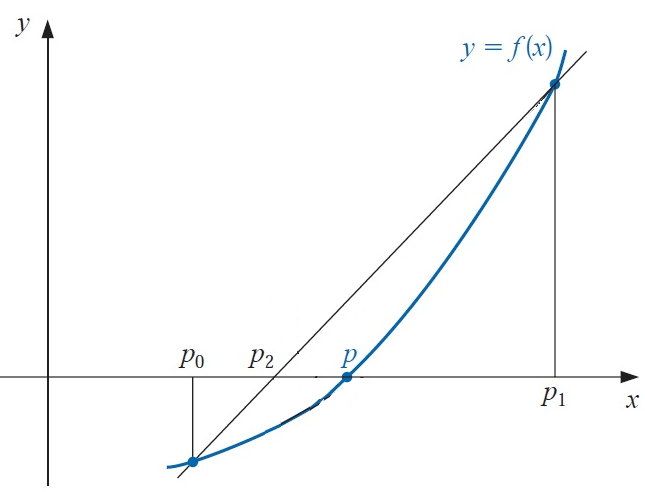 y
y = f(x)
p₀ p₂ p
p₁
x